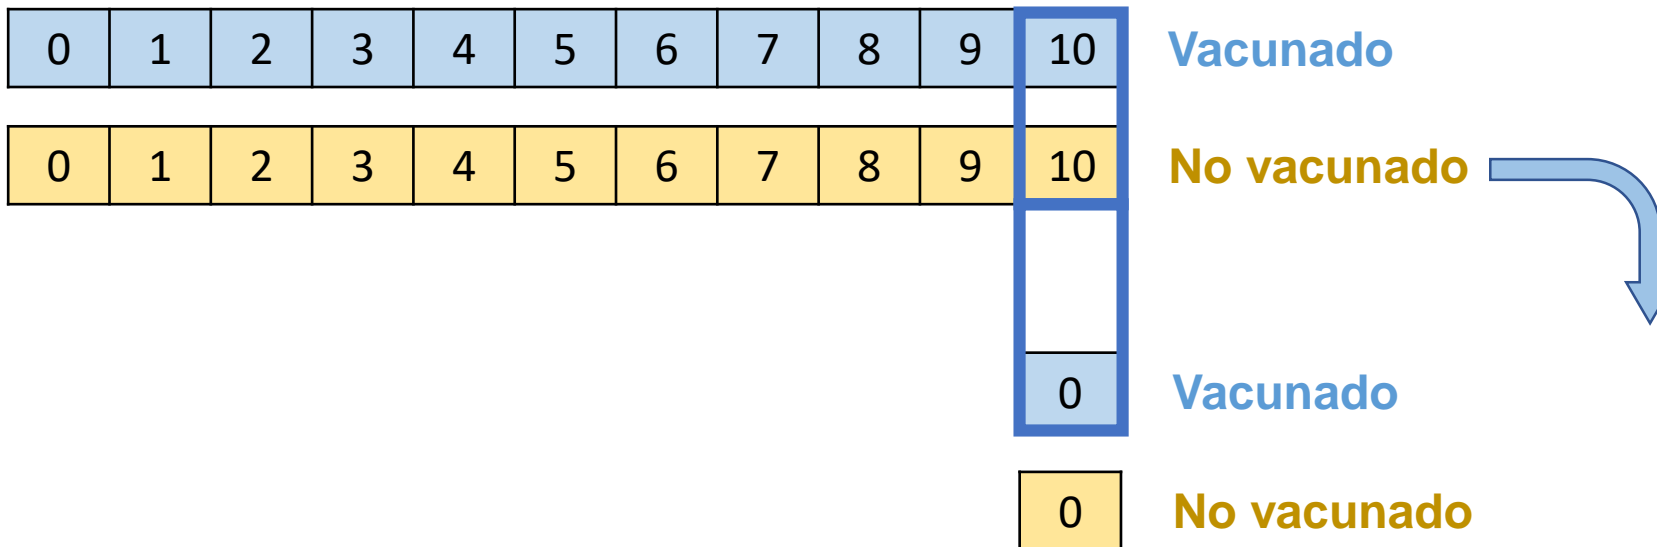 0 1 2 3 4 5 6 7 8 9 10 Vacunado
0 1 2 3 4 5 6 7 8 9 10 No vacunado
0 Vacunado
0 No vacunado